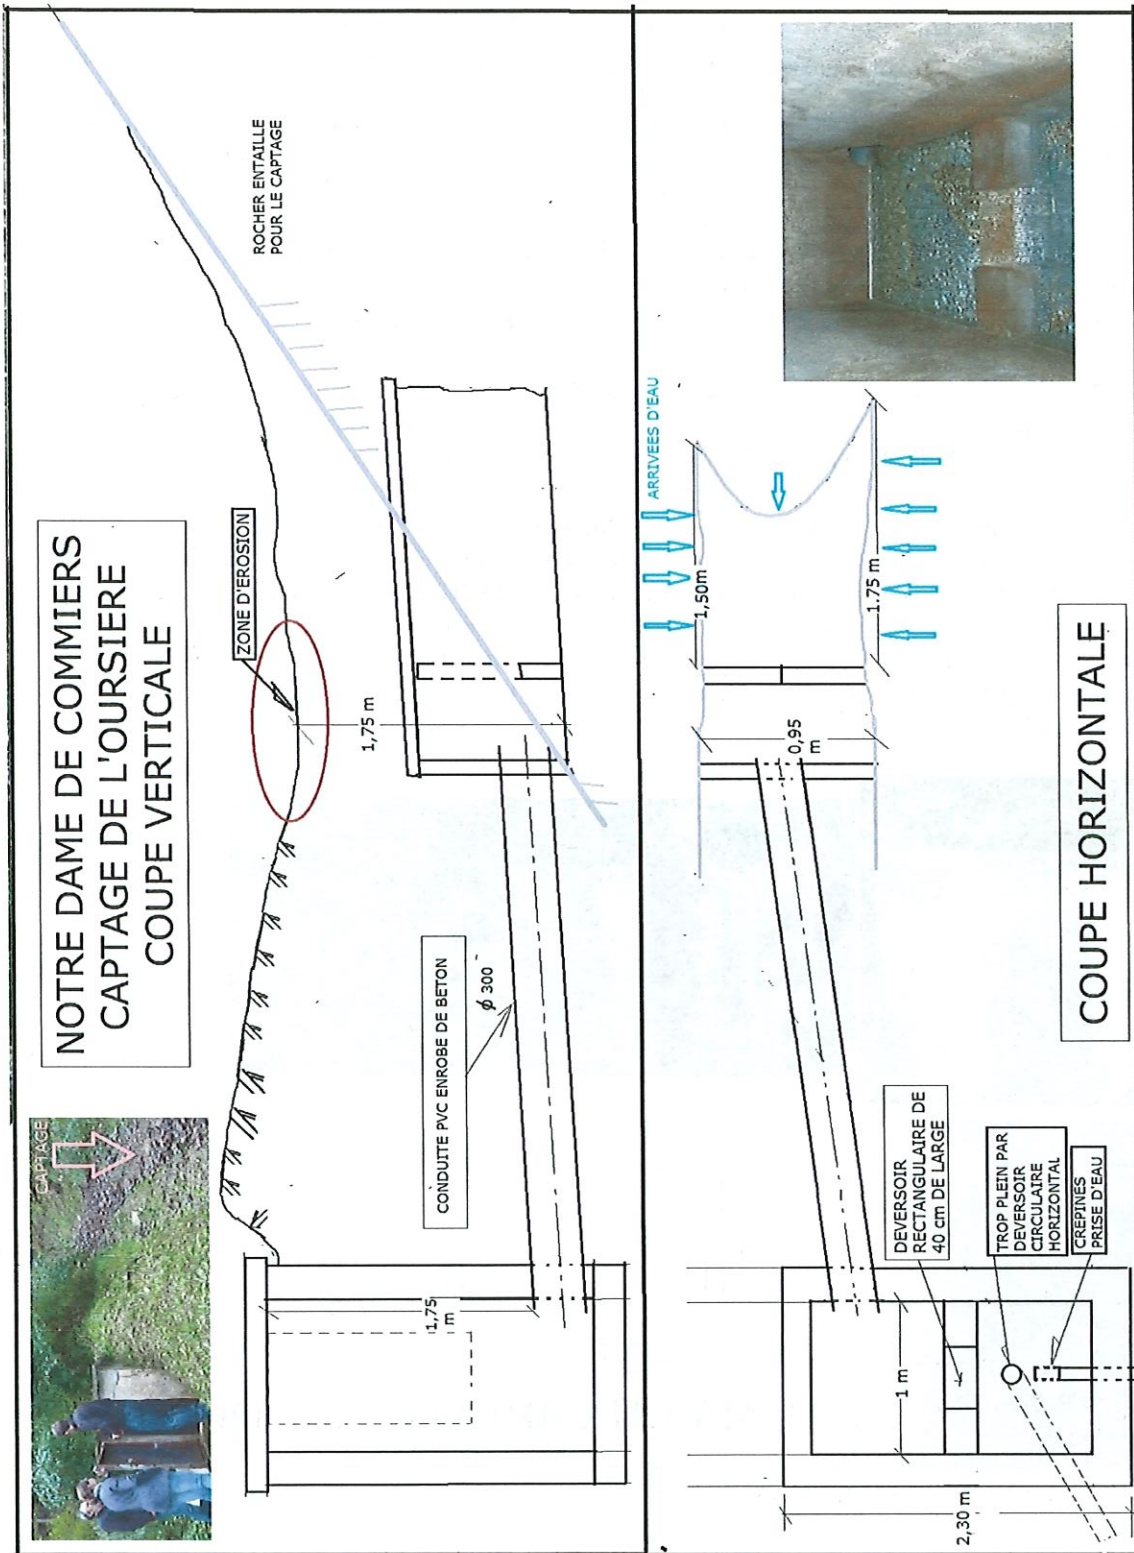 CAPTAGE
NOTRE DAME DE COMMIERS
CAPTAGE DE L'OURSIERE
COUPE VERTICALE
ZONE D'EROSION
ROCHER ENTAILLE
POUR LE CAPTAGE
1,75 m
1,75
m
CONDUITE PVC ENROBE DE BETON
ϕ 300
ARRIVEES D'EAU
1,50m
1.75 m
0,95
m
DEVERSOIR
RECTANGULAIRE DE
40 cm DE LARGE
TROP PLEIN PAR
DEVERSOIR
CIRCULAIRE
HORIZONTAL
CREPINES
PRISE D'EAU
1 m
2,30 m
COUPE HORIZONTALE